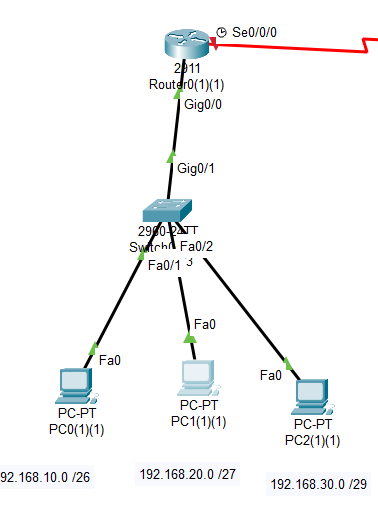 Se0/0/0
2911
Router0(1)(1)
Gig0/0
Gig0/1
2960-24TT
Fa0/2
Fa0/1
3
Fa0
Fa0
Fa0
PC-PT
PC0(1)(1)
PC-PT
PC1(1)(1)
PC-PT
PC2(1)(1)
92.168.10.0 /26
192.168.20.0 /27
192.168.30.0 /29